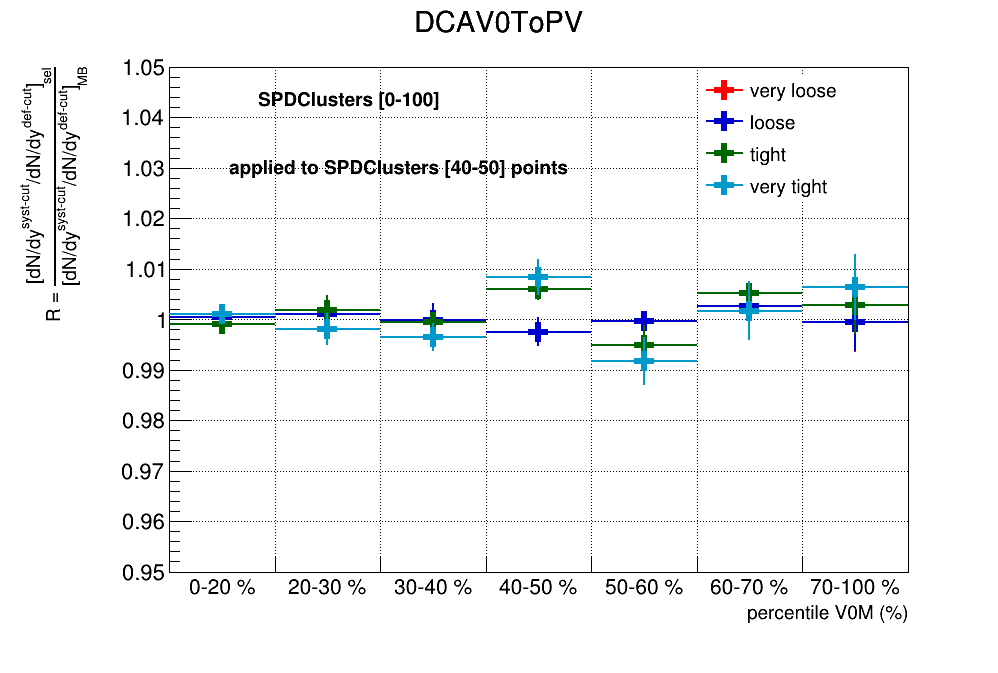 DCAV0ToPV
R = [dN/dy^syst-cut/dN/dy^def-cut]_sel
[dN/dy^syst-cut/dN/dy^def-cut]_MB
1.05
1.04
1.03
1.02
1.01
1
0.99
0.98
0.97
0.96
0.95
SPDClusters [0-100]
applied to SPDClusters [40-50] points
very loose
loose
tight
very tight
0-20 % 20-30 % 30-40 % 40-50 % 50-60 % 60-70 % 70-100 %
percentile V0M (%)